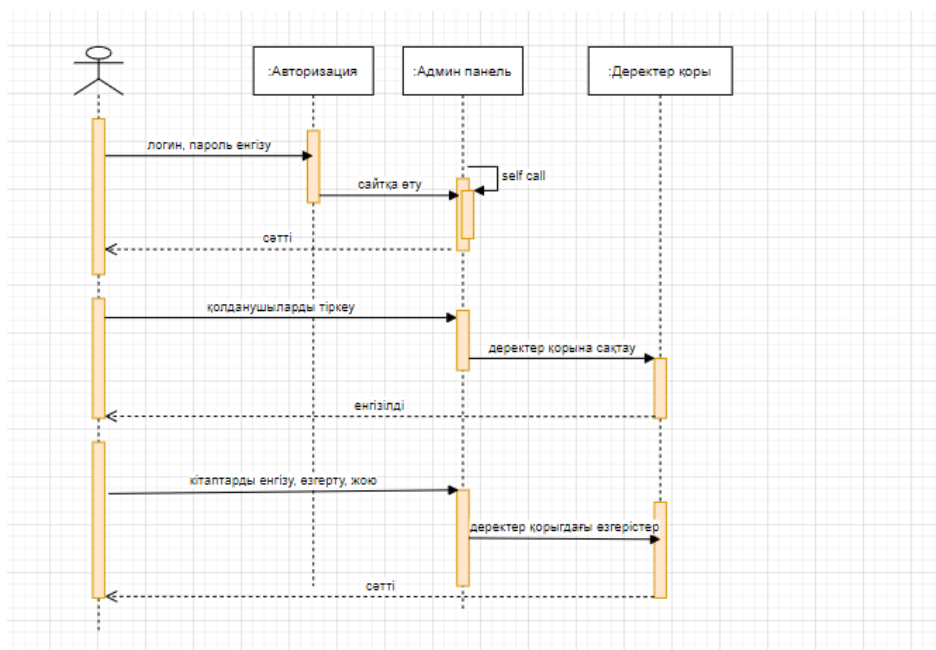 :Авторизация
:Админ панель
:Деректер қоры
логин, пароль енгізу
self call
сайтқа өту
сәтті
қолданушыларды тіркеу
деректер қорына сақтау
енгізілді
кітаптарды енгізу, өзгерту, жою
деректер қорыгдағы өзгерістер
сәтті